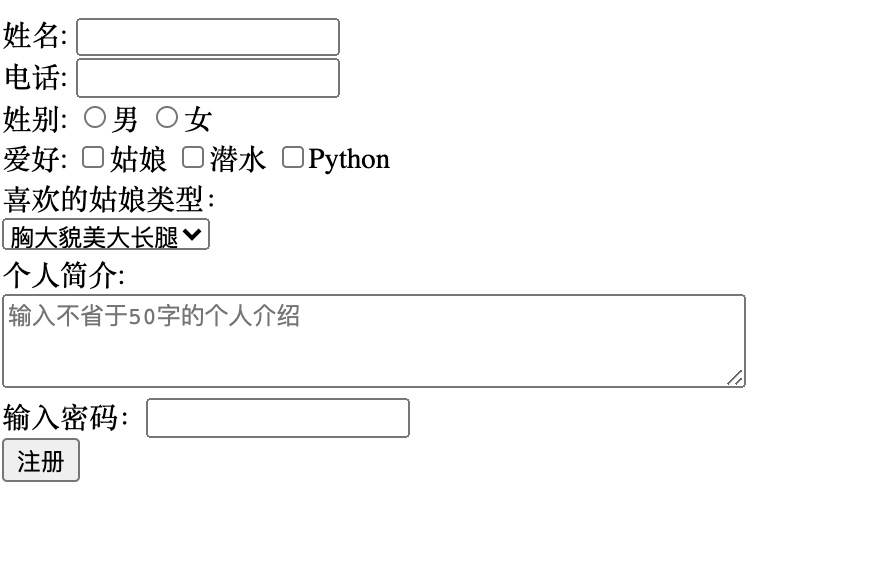 姓名:
电话:
姓别: 男 女
爱好: 姑娘 潜水 Python
喜欢的姑娘类型：
胸大貌美大长腿
个人简介:
输入不省于50字的个人介绍
输入密码：
注册